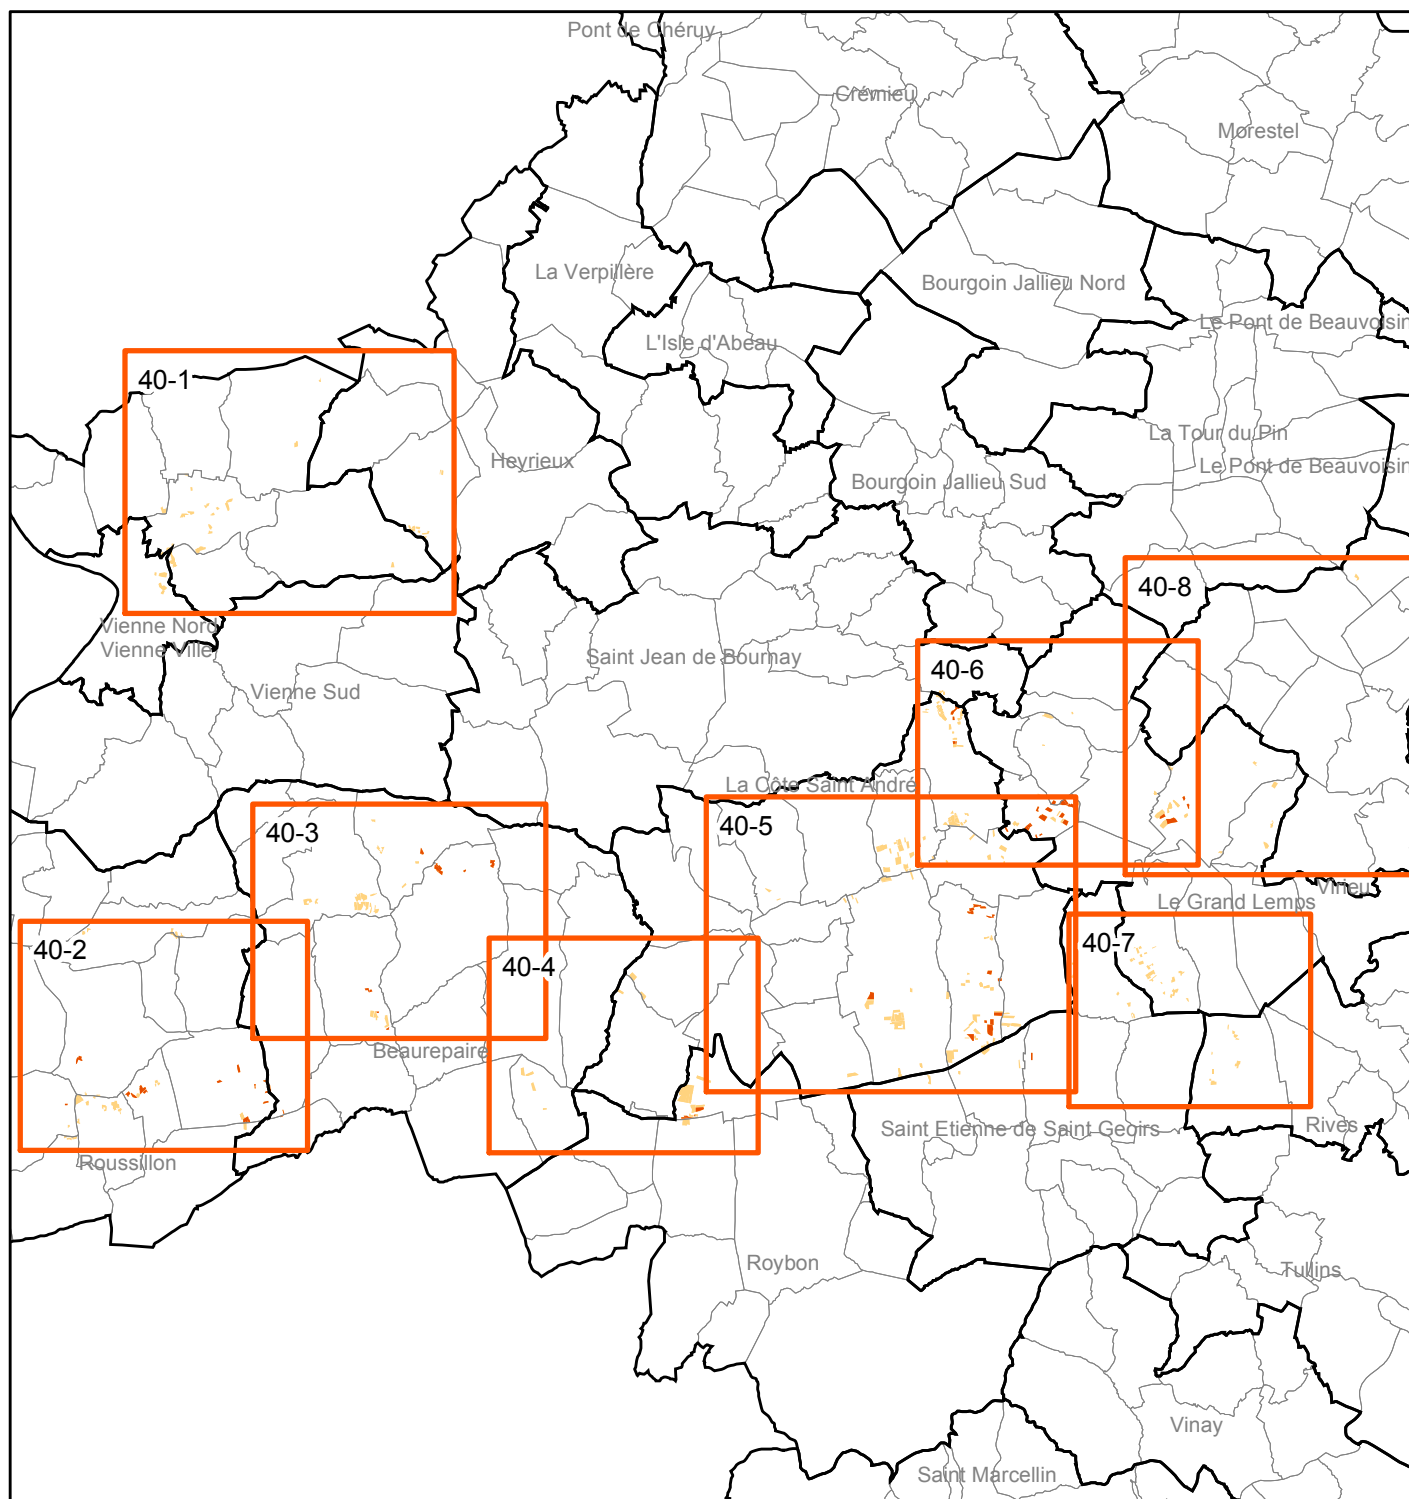 Pont de Chéruy
Crémieu
Morestel
La Verpillère
Bourgoin Jallieu Nord
Le Pont de Beauvoisin
L'Isle d'Abeau
40-1
La Tour du Pin
Heyrieux
Le Pont de Beauvoisin
Bourgoin Jallieu Sud
40-8
Vienne Nord
Vienne Ville
Saint Jean de Bournay
40-6
Vienne Sud
La Côte Saint André
40-5
40-3
Virieu
Le Grand Lemps
40-2
40-7
40-4
Beaurepaire
Saint Etienne de Saint Geoirs
Rives
Roussillon
Roybon
Tullins
Vinay
Saint Marcellin